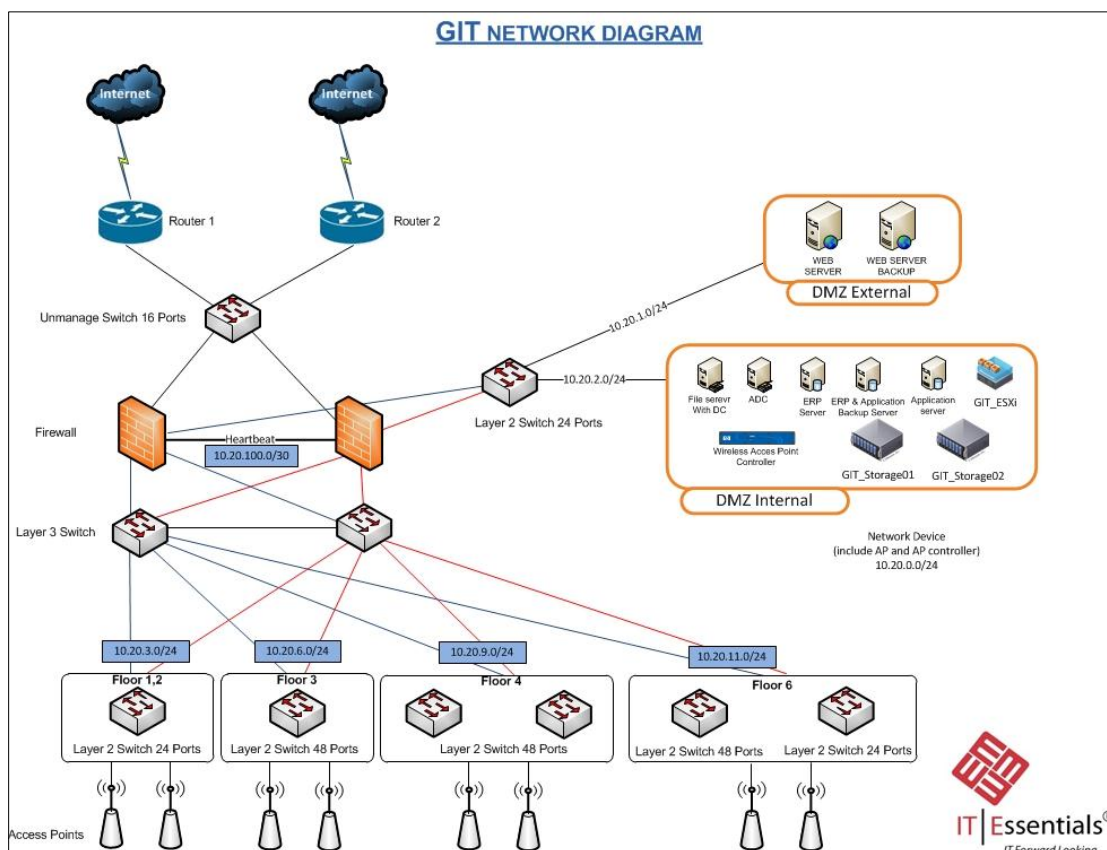 GIT NETWORK DIAGRAM
Internet
Internet
Router 1
Router 2
WEB
SERVER
WEB SERVER
BACKUP
DMZ External
Unmanage Switch 16 Ports
10.20.1.0/24
10.20.2.0/24
Layer 2 Switch 24 Ports
File sererr
With DC
ADC
ERP
Server
ERP & Application
Backup Server
Application
server
GIT_ESXi
Wireless Acces Point
Controller
GIT_Storage01
GIT_Storage02
DMZ Internal
Firewall
Heartbeat
10.20.100.0/30
Layer 3 Switch
Network Device
(include AP and AP controller)
10.20.0.0/24
10.20.3.0/24
10.20.6.0/24
10.20.9.0/24
10.20.11.0/24
Floor 1,2
Floor 3
Floor 4
Floor 6
Layer 2 Switch 24 Ports
Layer 2 Switch 48 Ports
Layer 2 Switch 48 Ports
Layer 2 Switch 48 Ports
Layer 2 Switch 24 Ports
Access Points
IT Essentials®
IT Forward Looking